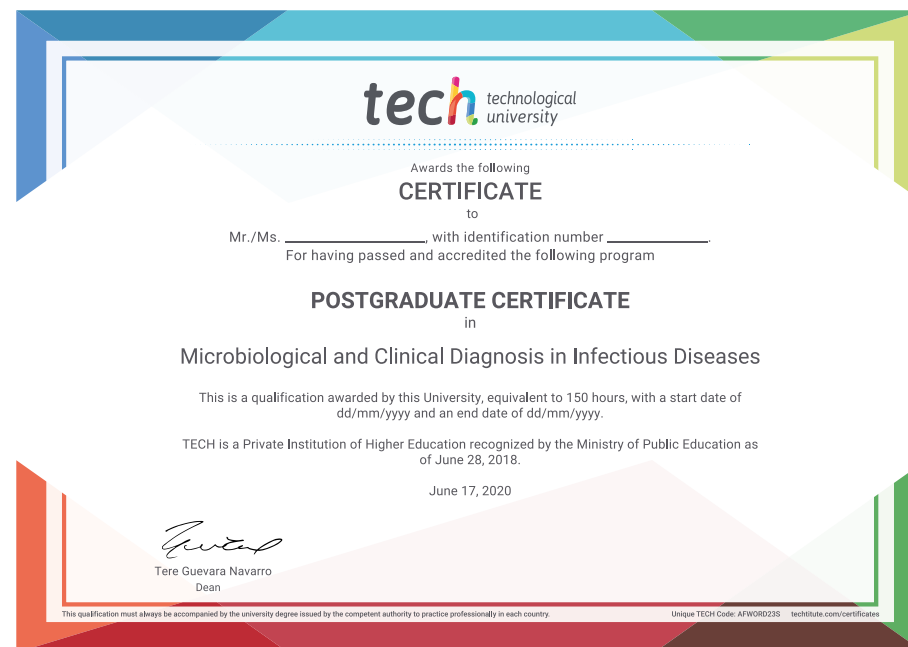 tech technological
university
Awards the following
CERTIFICATE
to
Mr./Ms. ____________________, with identification number ______________.
For having passed and accredited the following program
POSTGRADUATE CERTIFICATE
in
Microbiological and Clinical Diagnosis in Infectious Diseases
This is a qualification awarded by this University, equivalent to 150 hours, with a start date of
dd/mm/yyyy and an end date of dd/mm/yyyy.
TECH is a Private Institution of Higher Education recognized by the Ministry of Public Education as
of June 28, 2018.
June 17, 2020
Tere Guevara Navarro
Dean
This qualification must always be accompanied by the university degree issued by the competent authority to practice professionally in each country.
Unique TECH Code: AFWORD23S techtitute.com/certificates